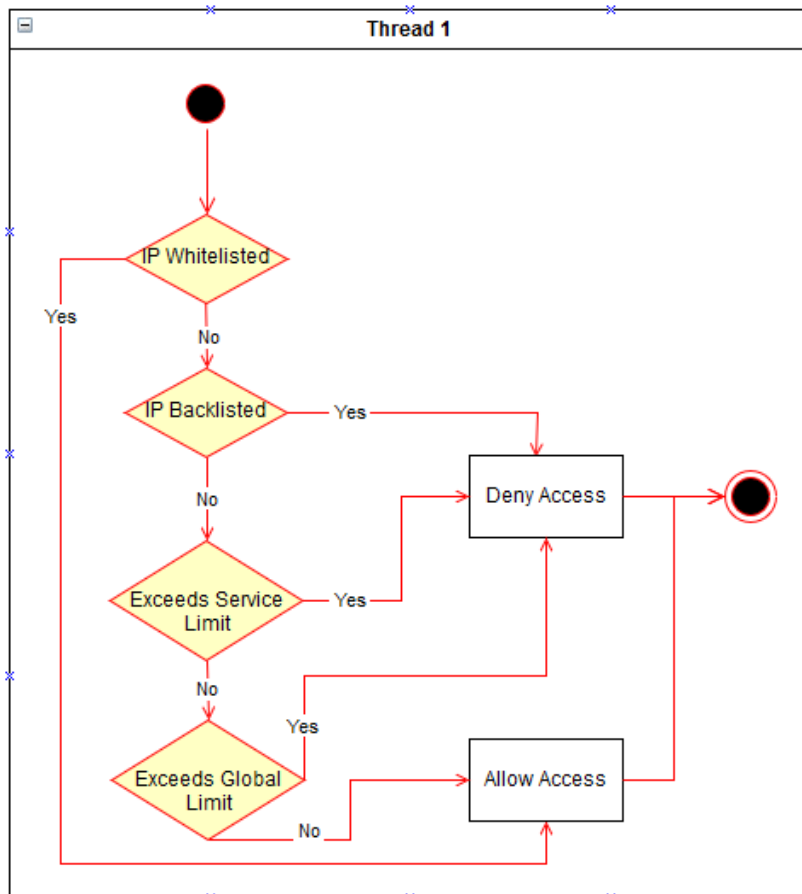 Thread 1
IP Whitelisted
Yes
No
IP Backlisted
Yes
No
Deny Access
Exceeds Service
Limit
Yes
No
Yes
Exceeds Global
Limit
Allow Access
No